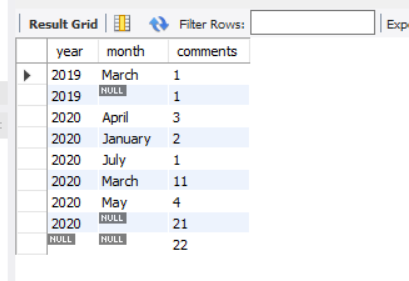 Result Grid Filter Rows: Expo
year month comments
2019 March 1
2019 NULL 1
2020 April 3
2020 January 2
2020 July 1
2020 March 11
2020 May 4
2020 NULL 21
NULL NULL 22